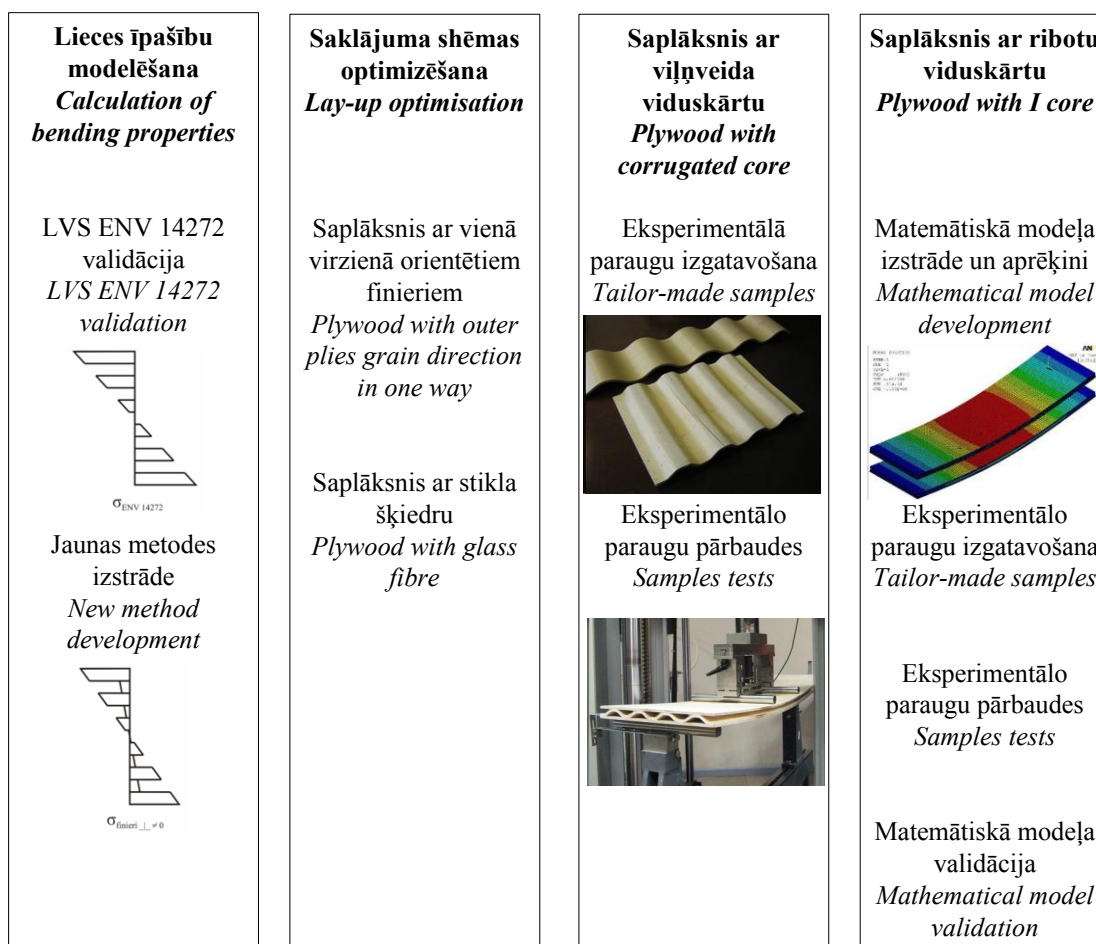 Lieces īpašību
modelēšana
Calculation of
bending properties
LVS ENV 14272
validācija
LVS ENV 14272
validation
σENV 14272
Jaunas metodes
izstrāde
New method
development
σfinieri _|_ ≠ 0
Saklājuma shēmas
optimizēšana
Lay-up optimisation
Saplāksnis ar vienā
virzienā orientētiem
finieriem
Plywood with outer
plies grain direction
in one way
Saplāksnis ar stikla
šķiedru
Plywood with glass
fibre
Saplāksnis ar
viļņveida
viduskārtu
Plywood with
corrugated core
Eksperimentālā
paraugu izgatavošana
Tailor-made samples
Eksperimentālo
paraugu pārbaudes
Samples tests
Saplāksnis ar ribotu
viduskārtu
Plywood with I core
Matemātiskā modeļa
izstrāde un aprēķini
Mathematical model
development
AN
Eksperimentālo
paraugu izgatavošana
Tailor-made samples
Eksperimentālo
paraugu pārbaudes
Samples tests
Matemātiskā modeļa
validācija
Mathematical model
validation